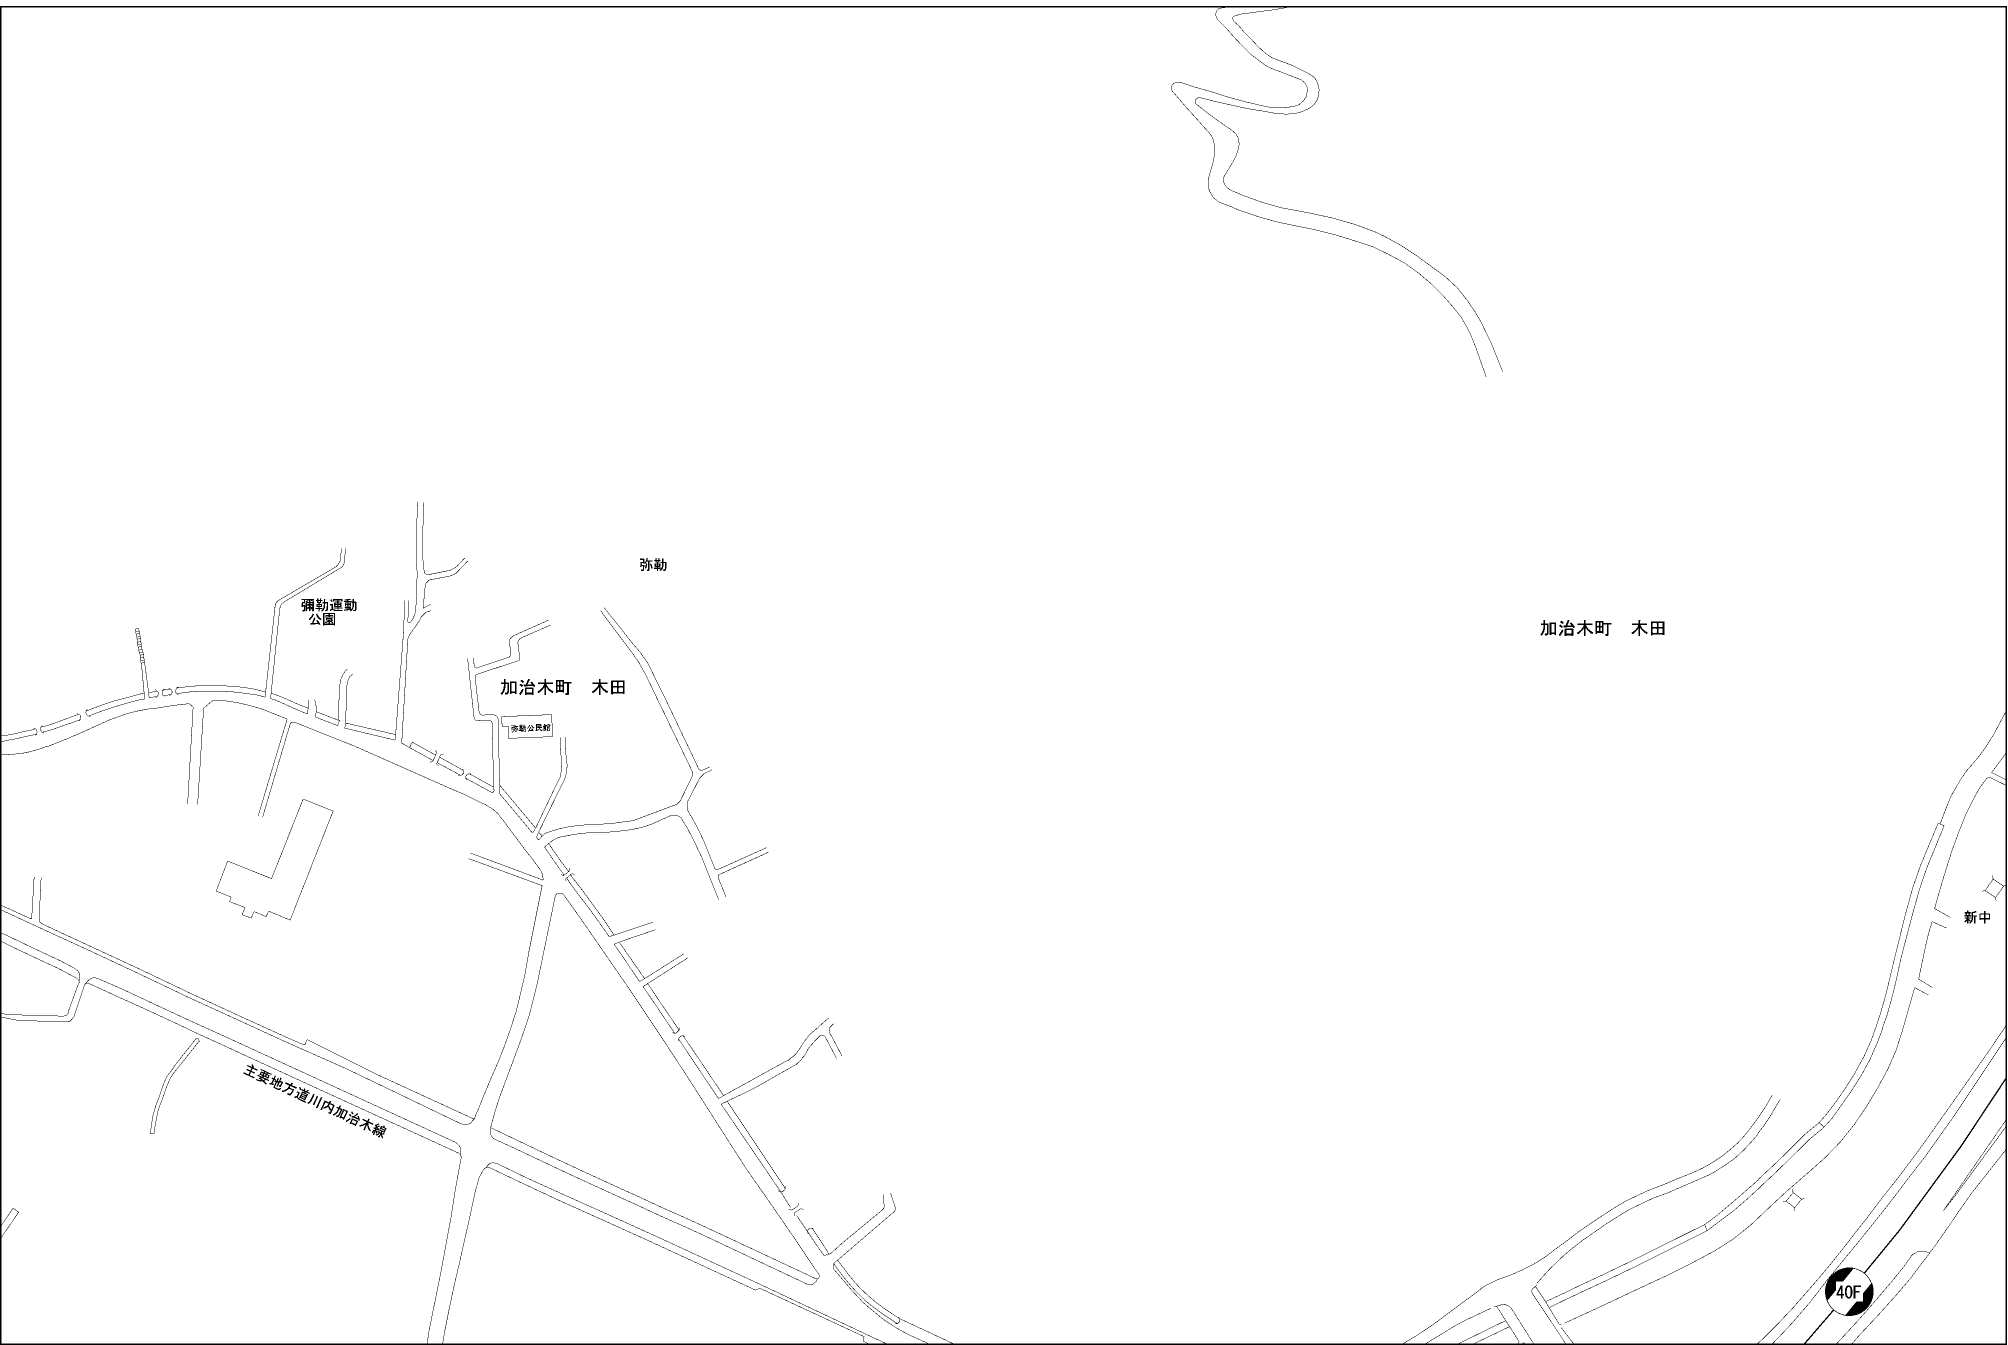 弥勒
彌勒運動
公園
加治木町　木田
加治木町　木田
弥勒公民館
新中
主要地方道川内加治木線
40F